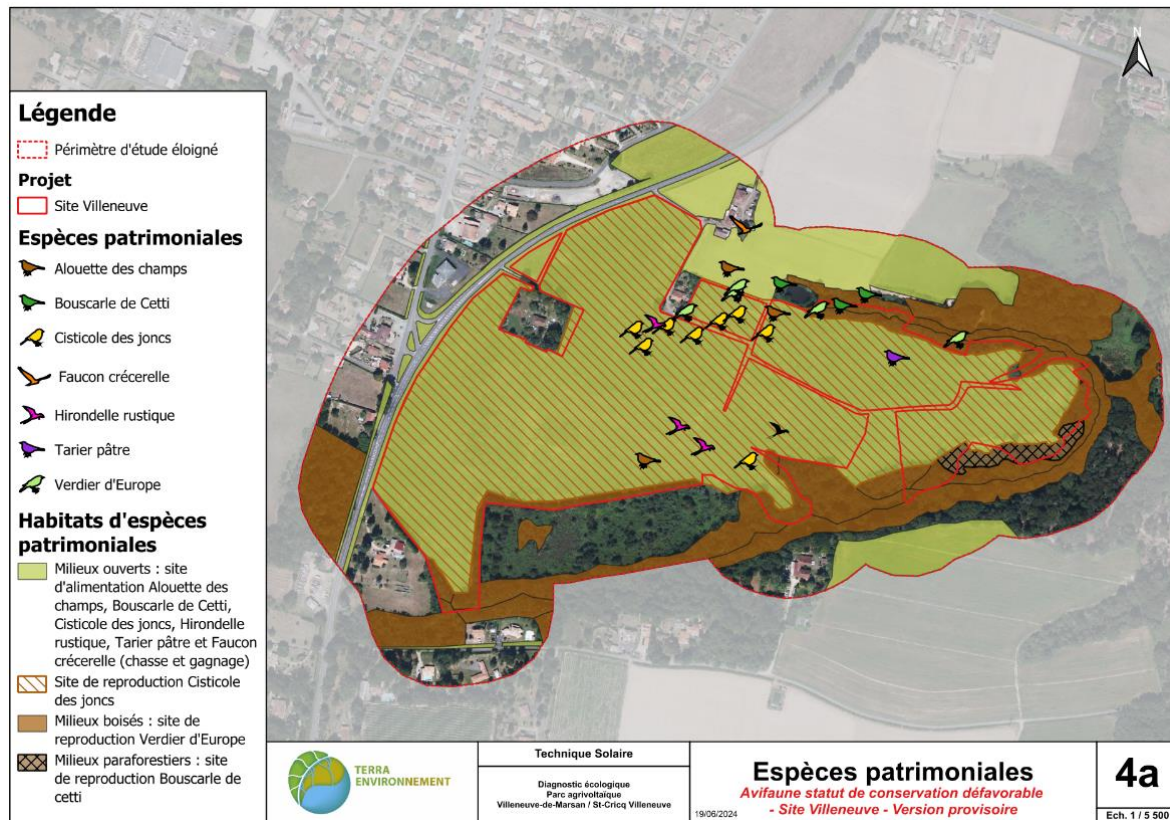 Légende
Périmètre d'étude éloigné
Projet
Site Villeneuve
Espèces patrimoniales
Alouette des champs
Bouscarle de Cetti
Cisticole des joncs
Faucon crécerelle
Hirondelle rustique
Tarier pâtre
Verdier d'Europe
Habitats d'espèces
patrimoniales
Milieux ouverts : site
d'alimentation Alouette des
champs, Bouscarle de Cetti,
Cisticole des joncs, Hirondelle
rustique, Tarier pâtre et Faucon
crécerelle (chasse et gagnage)
Site de reproduction Cisticole
des joncs
Milieux boisés : site de
reproduction Verdier d'Europe
Milieux paraforestiers : site
de reproduction Bouscarle de
cetti
N
TERRA
ENVIRONNEMENT
Technique Solaire
Diagnostic écologique
Parc agrivoltaïque
Villeneuve-de-Marsan / St-Cricq Villeneuve
19/06/2024
Espèces patrimoniales
Avifaune statut de conservation défavorable
- Site Villeneuve - Version provisoire
4a
Ech. 1 / 5 500